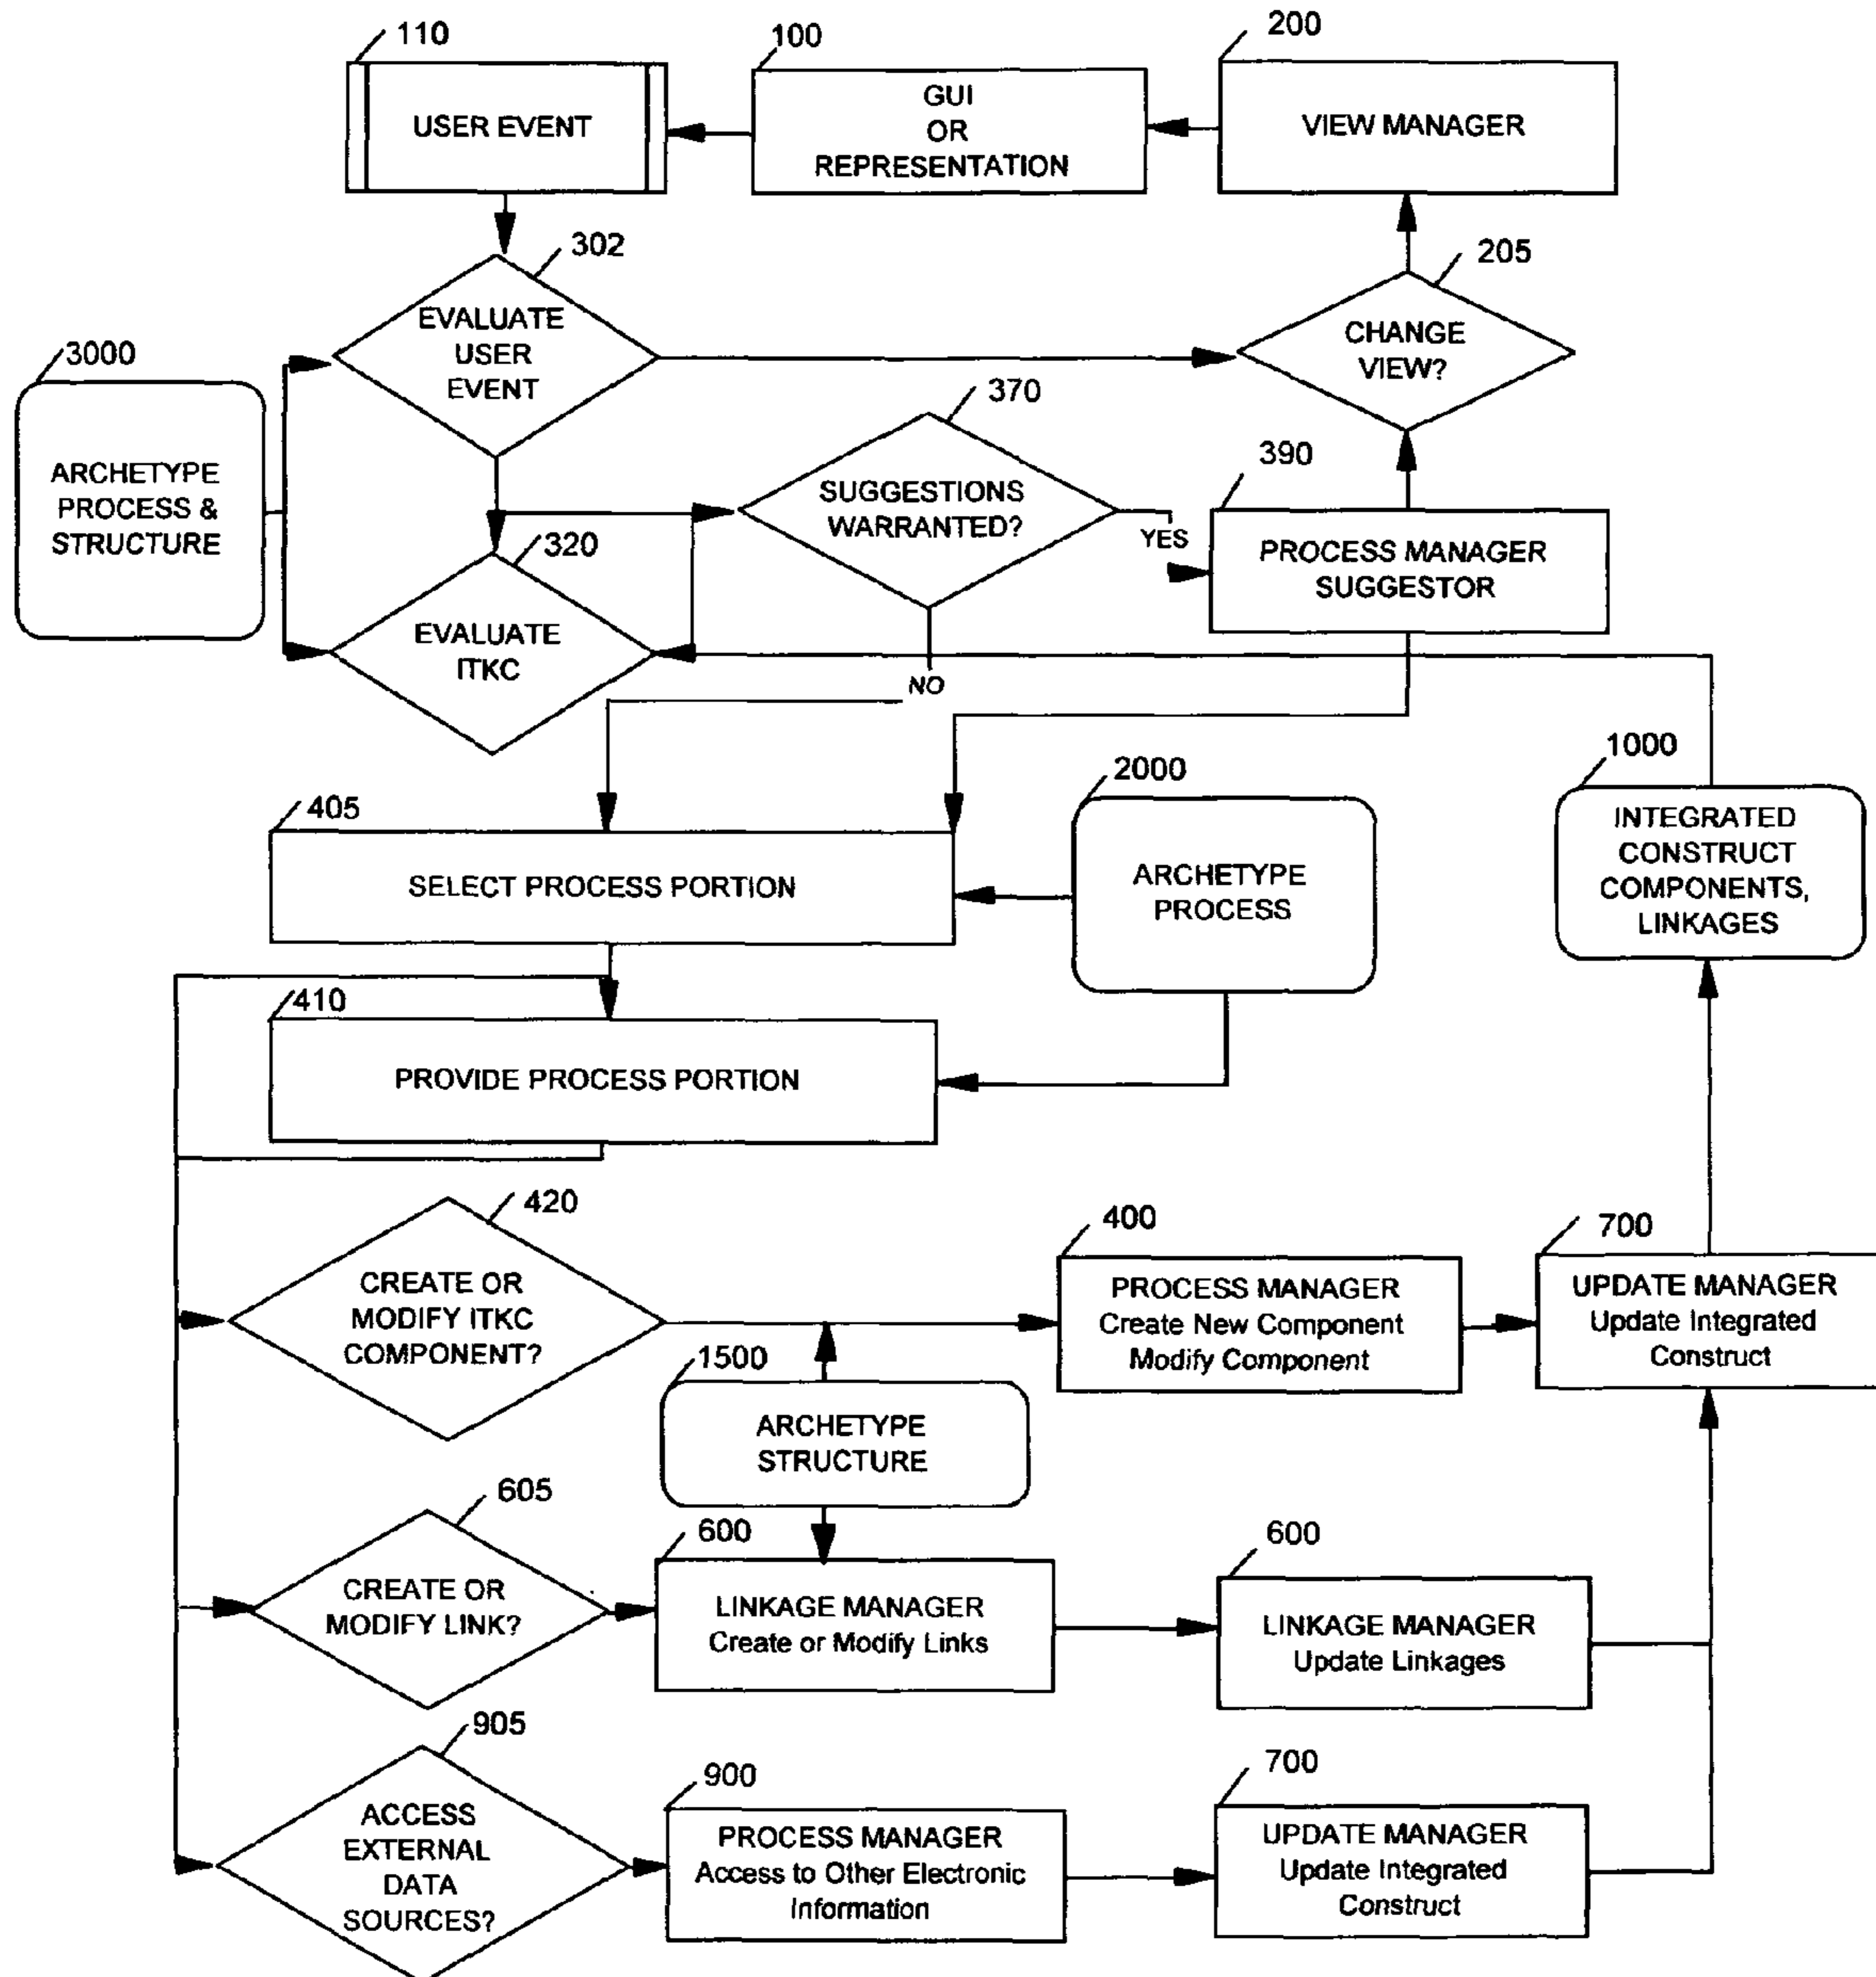 110
USER EVENT
100
GUI
OR
REPRESENTATION
200
VIEW MANAGER
302
EVALUATE
USER
EVENT
205
CHANGE
VIEW?
3000
ARCHETYPE
PROCESS &
STRUCTURE
370
SUGGESTIONS
WARRANTED?
YES
NO
390
PROCESS MANAGER
SUGGESTOR
320
EVALUATE
ITKC
405
SELECT PROCESS PORTION
2000
ARCHETYPE
PROCESS
1000
INTEGRATED
CONSTRUCT
COMPONENTS,
LINKAGES
410
PROVIDE PROCESS PORTION
420
CREATE OR
MODIFY ITKC
COMPONENT?
400
PROCESS MANAGER
Create New Component
Modify Component
700
UPDATE MANAGER
Update Integrated
Construct
1500
ARCHETYPE
STRUCTURE
605
CREATE OR
MODIFY LINK?
600
LINKAGE MANAGER
Create or Modify Links
600
LINKAGE MANAGER
Update Linkages
905
ACCESS
EXTERNAL
DATA
SOURCES?
900
PROCESS MANAGER
Access to Other Electronic
Information
700
UPDATE MANAGER
Update Integrated
Construct